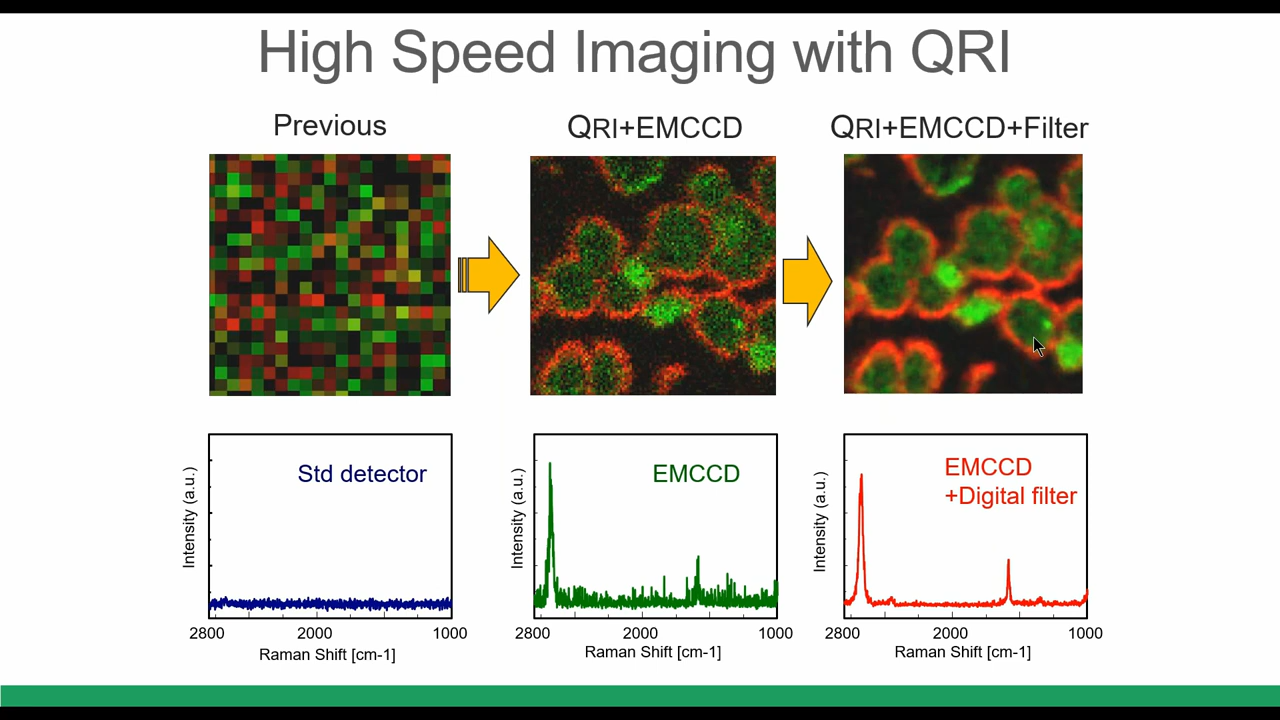 High Speed Imaging with QRI
Previous
QRI+EMCCD
QRI+EMCCD+Filter
Std detector
Intensity (a.u.)
2800 2000 1000
Raman Shift [cm-1]
EMCCD
Intensity (a.u.)
2800 2000 1000
Raman Shift [cm-1]
EMCCD
+Digital filter
Intensity (a.u.)
2800 2000 1000
Raman Shift [cm-1]